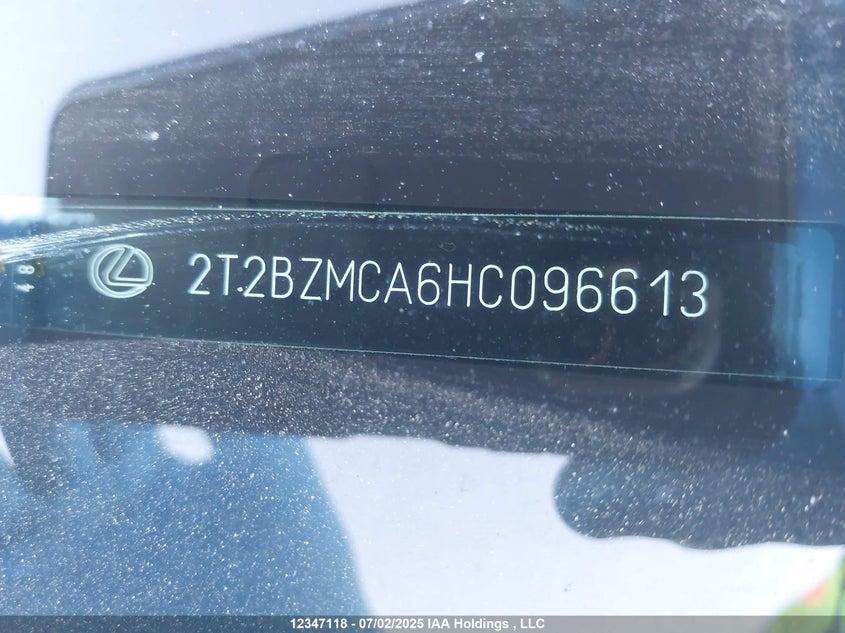 2T2BZMCA6HC096613
12347118 - 07/02/2025 IAA Holdings , LLC